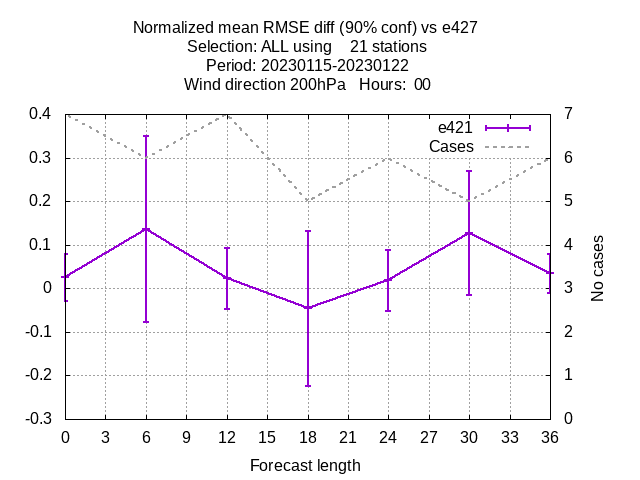 Normalized mean RMSE diff (90% conf) vs e427
Selection: ALL using    21 stations
Period: 20230115-20230122
Wind direction 200hPa   Hours:  00
0.4
0.3
0.2
0.1
0
-0.1
-0.2
-0.3
7
6
5
4
3
2
1
0
e421
Cases
No cases
0 3 6 9 12 15 18 21 24 27 30 33 36
Forecast length